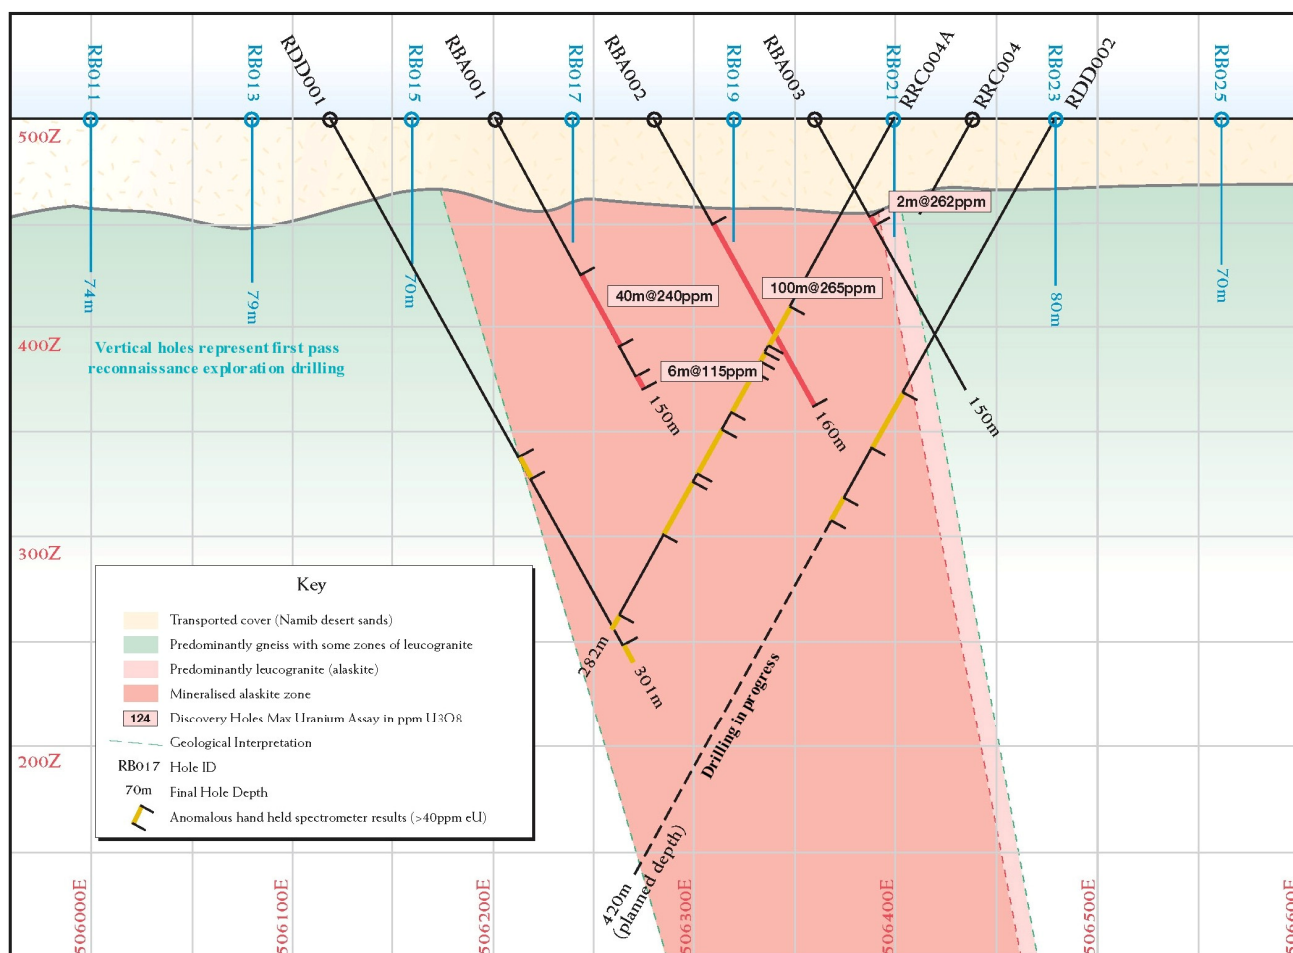 RB011
RB013
RDD001
RB015
RBA001
RB017
RBA002
RB019
RBA003
RB021
RRC004A
RRC004
RB023
RDD002
RB025
500Z
2m@262ppm
74m
79m
70m
40m@240ppm
100m@265ppm
80m
70m
Vertical holes represent first pass
reconnaissance exploration drilling
400Z
6m@115ppm
150m
160m
150m
300Z
282m
301m
Drilling in progress
Key
Transported cover (Namib desert sands)
Predominantly gneiss with some zones of leucogranite
Predominantly leucogranite (alaskite)
Mineralised alaskite zone
124 Discovery Holes Max Uranium Assay in ppm U3O8
Geological Interpretation
RB017 Hole ID
70m Final Hole Depth
Anomalous hand held spectrometer results (>40ppm eU)
200Z
420m
(planned depth)
506000E
506100E
506200E
506300E
506400E
506500E
506600E